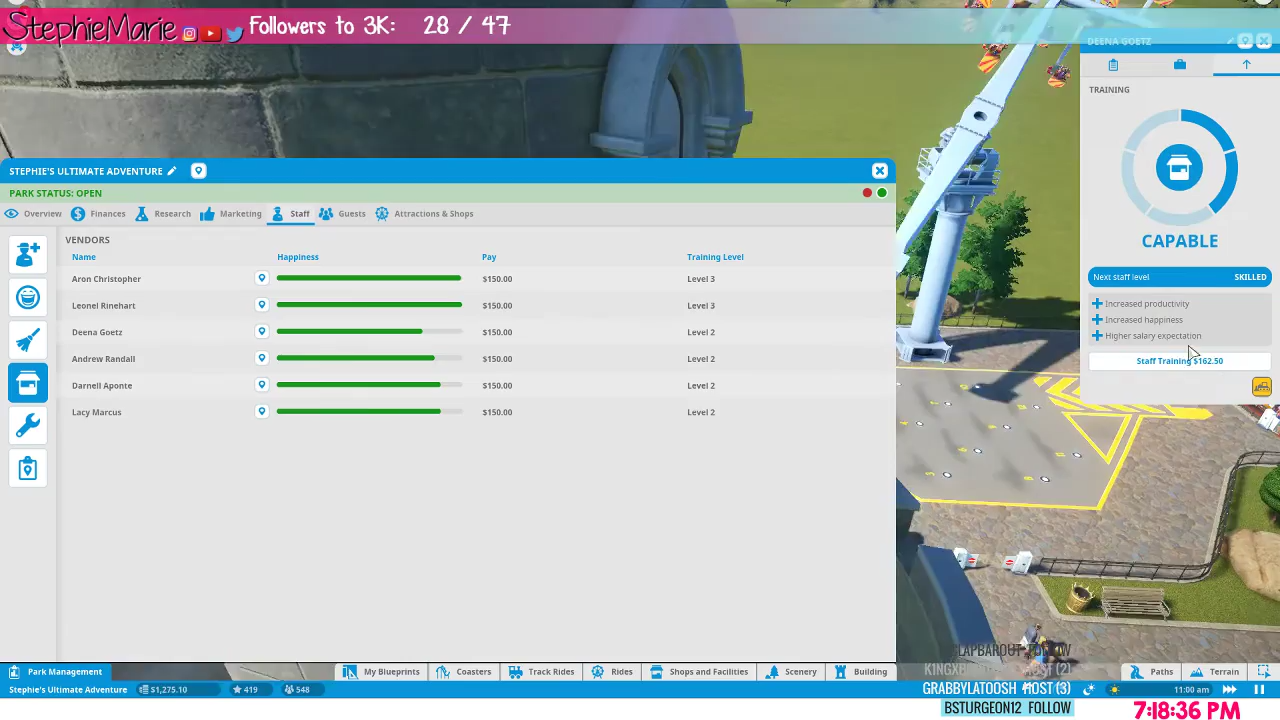 StephieMarie Followers to 3K: 28 / 47
DEENA GOETZ
TRAINING
CAPABLE
Next staff level SKILLED
Increased productivity
Increased happiness
Higher salary expectation
Staff Training $162.50
STEPHIE'S ULTIMATE ADVENTURE
PARK STATUS: OPEN
Overview Finances Research Marketing Staff Guests Attractions & Shops
VENDORS
Name Happiness Pay Training Level
Aron Christopher $150.00 Level 3
Leonel Rinehart $150.00 Level 3
Deena Goetz $150.00 Level 2
Andrew Randall $150.00 Level 2
Darnell Aponte $150.00 Level 2
Lacy Marcus $150.00 Level 2
Park Management My Blueprints Coasters Track Rides Rides Shops and Facilities Scenery Building Paths Terrain
Stephie's Ultimate Adventure $1,275.10 419 548 11:00 am
GRABBYLATOOSH HOST (3)
BSTURGEON12 FOLLOW
7:18:36 PM